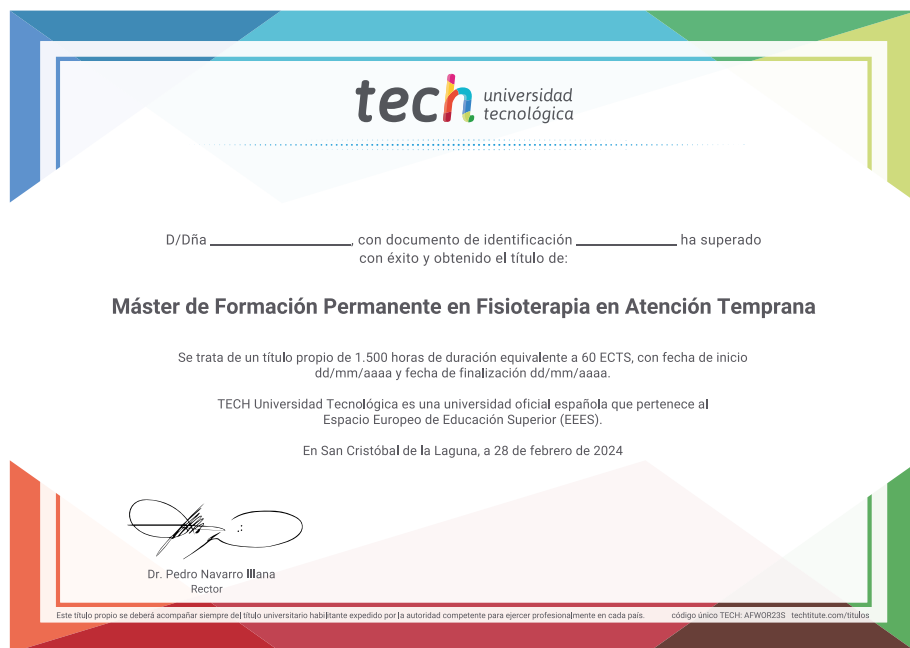 tech universidad
tecnológica
D/Dña ______________, con documento de identificación __________ ha superado
con éxito y obtenido el título de:
Máster de Formación Permanente en Fisioterapia en Atención Temprana
Se trata de un título propio de 1.500 horas de duración equivalente a 60 ECTS, con fecha de inicio
dd/mm/aaaa y fecha de finalización dd/mm/aaaa.
TECH Universidad Tecnológica es una universidad oficial española que pertenece al
Espacio Europeo de Educación Superior (EEES).
En San Cristóbal de la Laguna, a 28 de febrero de 2024
Dr. Pedro Navarro Illana
Rector
Este título propio se deberá acompañar siempre del título universitario habilitante expedido por la autoridad competente para ejercer profesionalmente en cada país. código único TECH: AFWOR23S techtitute.com/titulos